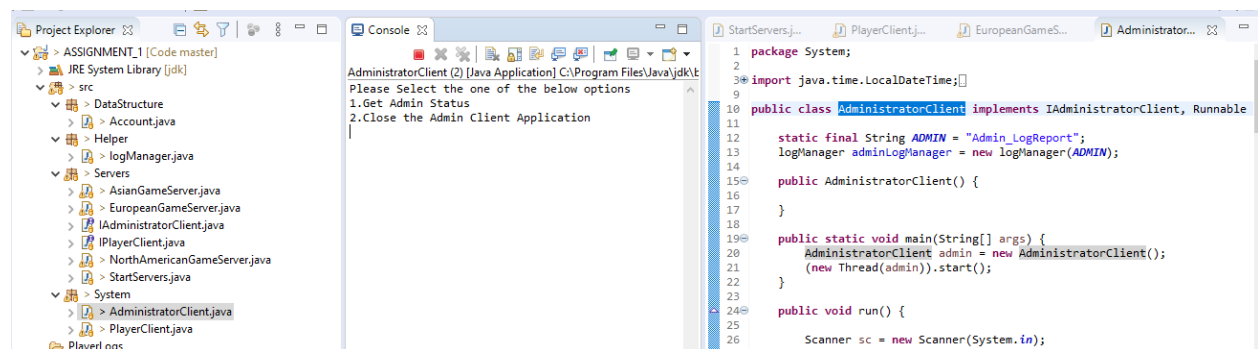 Project Explorer
> ASSIGNMENT_1 [Code master]
JRE System Library [jdk]
> src
> DataStructure
> Account.java
> Helper
> logManager.java
> Servers
> AsianGameServer.java
> EuropeanGameServer.java
IAdministratorClient.java
IPlayerClient.java
> NorthAmericanGameServer.java
> StartServers.java
> System
> AdministratorClient.java
> PlayerClient.java
PlayerLogs
Console
AdministratorClient (2) [Java Application] C:\Program Files\Java\jdk\b
Please Select the one of the below options
1.Get Admin Status
2.Close the Admin Client Application
StartServers.j... PlayerClient.j... EuropeanGameS... Administrator...
1 package System;
2
3 import java.time.LocalDateTime;
9
10 public class AdministratorClient implements IAdministratorClient, Runnable
11
12 static final String ADMIN = "Admin_LogReport";
13 logManager adminLogManager = new logManager(ADMIN);
14
15 public AdministratorClient() {
16
17 }
18
19 public static void main(String[] args) {
20 AdministratorClient admin = new AdministratorClient();
21 (new Thread(admin)).start();
22 }
23
24 public void run() {
25
26 Scanner sc = new Scanner(System.in);